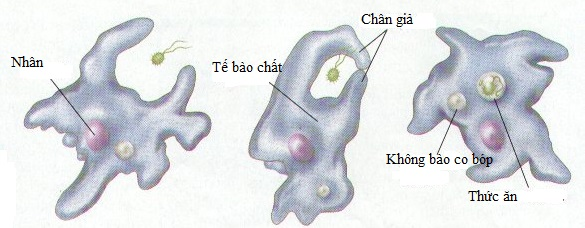 Chân giả
Nhân
Tế bào chất
Không bào co bóp
Thức ăn